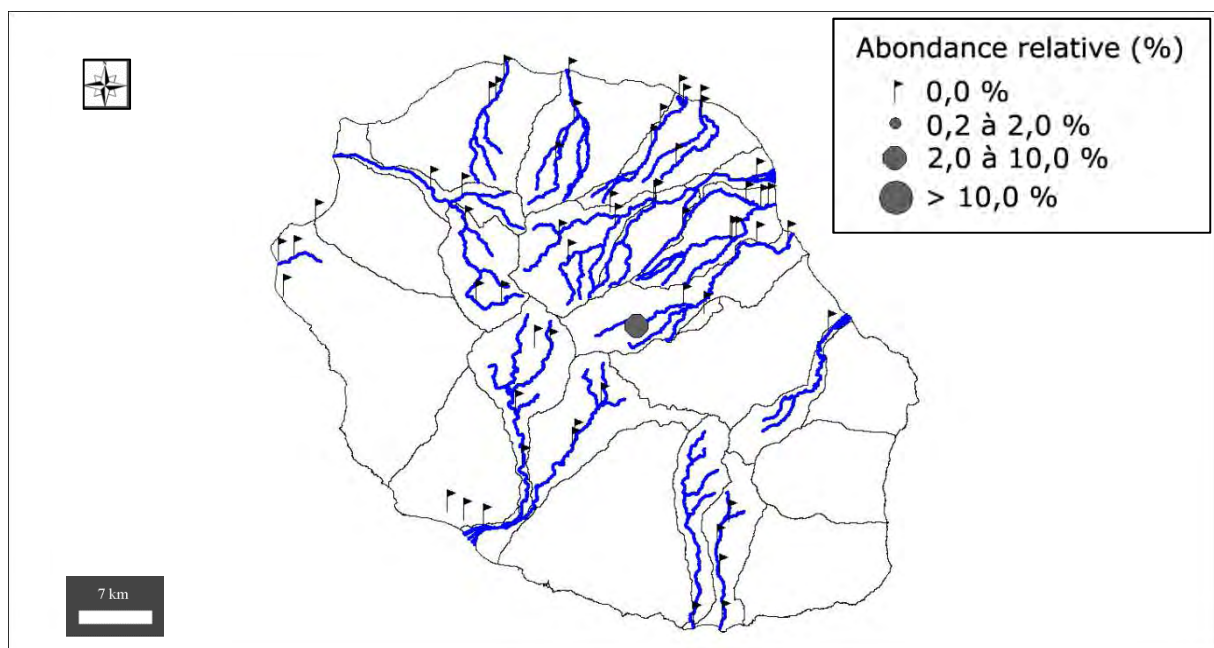 Abondance relative (%)
0,0 %
0,2 à 2,0 %
2,0 à 10,0 %
> 10,0 %
7 km